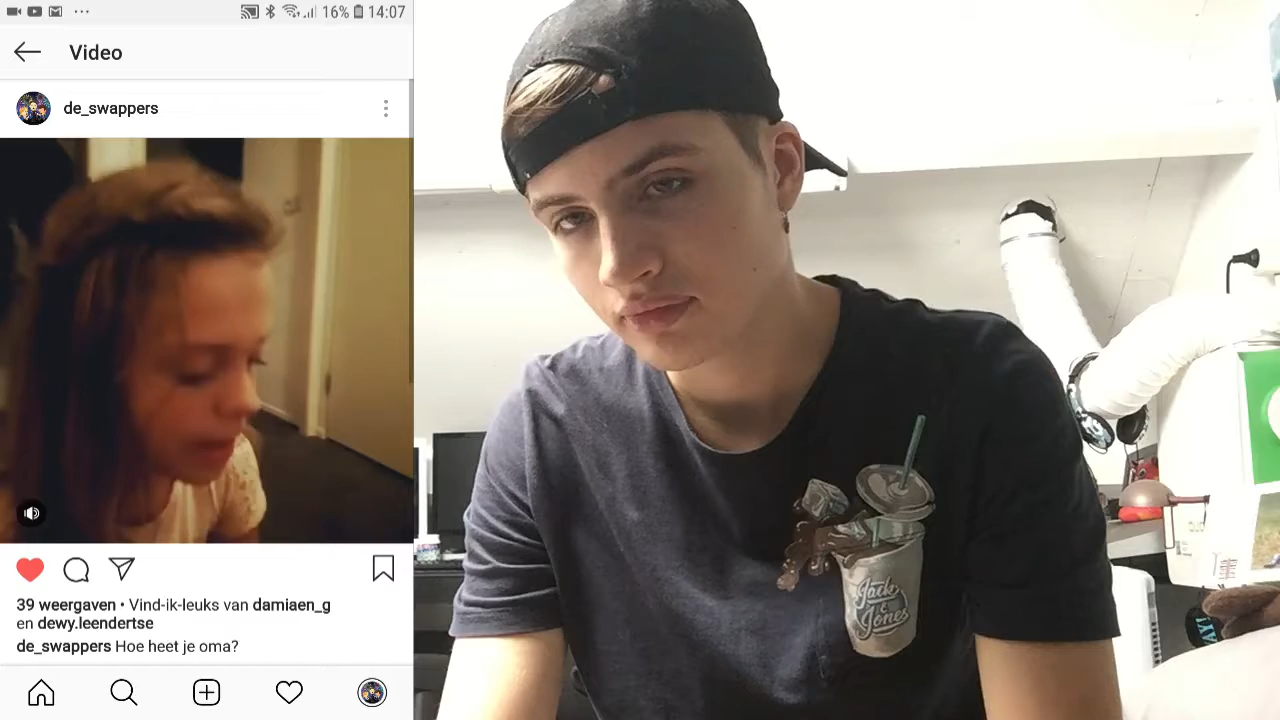 16% 14:07
Video
de_swappers
39 weergaven • Vind-ik-leuks van damiaen_g
en dewy.leendertse
de_swappers Hoe heet je oma?
Jack
&
Jones